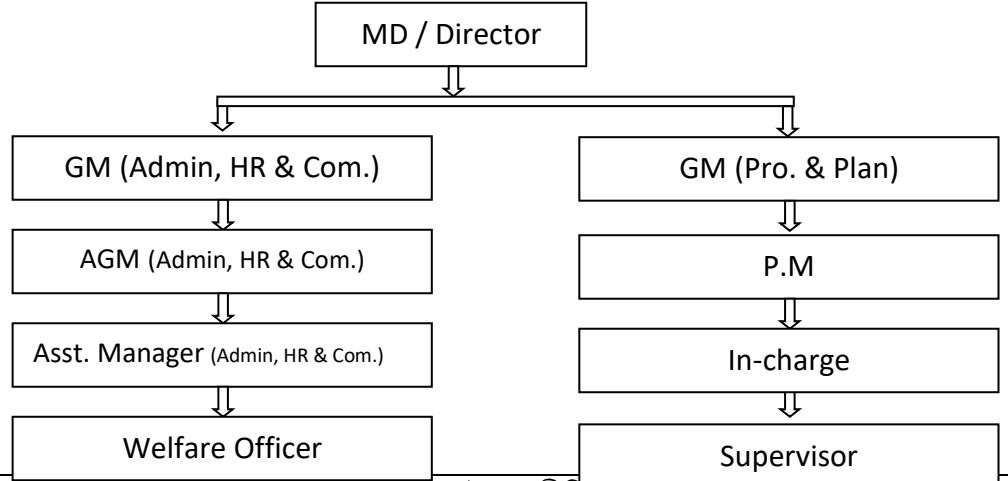 MD / Director
GM (Admin, HR & Com.)
GM (Pro. & Plan)
AGM (Admin, HR & Com.)
P.M
Asst. Manager (Admin, HR & Com.)
In-charge
Welfare Officer
Supervisor